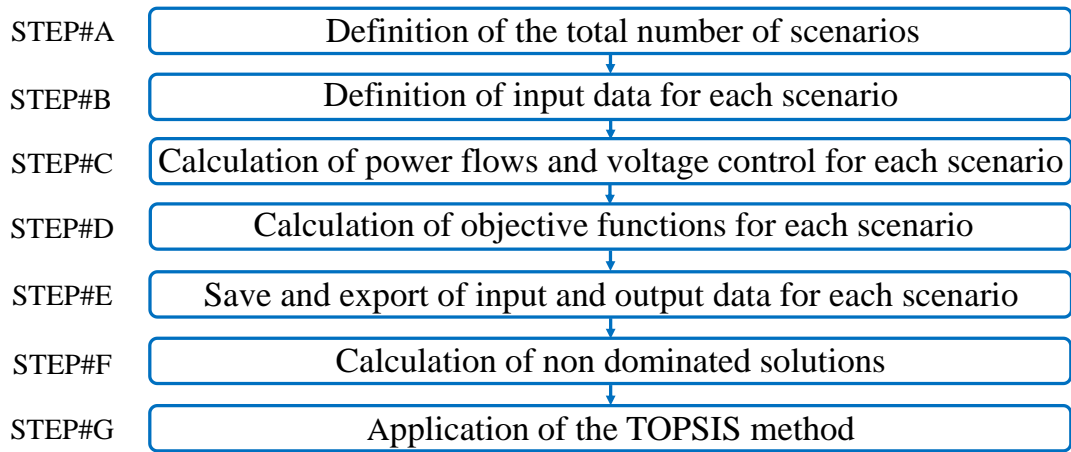 STEP#A Definition of the total number of scenarios
STEP#B Definition of input data for each scenario
STEP#C Calculation of power flows and voltage control for each scenario
STEP#D Calculation of objective functions for each scenario
STEP#E Save and export of input and output data for each scenario
STEP#F Calculation of non dominated solutions
STEP#G Application of the TOPSIS method